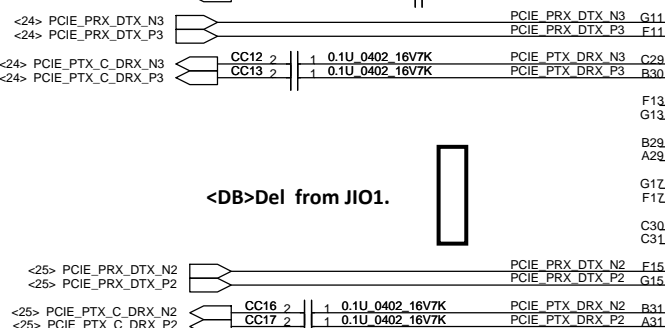 <24> PCIE_PRX_DTX_N3 PCIE_PRX_DTX_N3 G11
<24> PCIE_PRX_DTX_P3 PCIE_PRX_DTX_P3 F11
<24> PCIE_PTX_C_DRX_N3 CC12 2 1 0.1U_0402_16V7K PCIE_PTX_DRX_N3 C29
<24> PCIE_PTX_C_DRX_P3 CC13 2 1 0.1U_0402_16V7K PCIE_PTX_DRX_P3 B30
F13
G13
B29
A29
<DB>Del from JIO1.
G17
F17
C30
C31
<25> PCIE_PRX_DTX_N2 PCIE_PRX_DTX_N2 F15
<25> PCIE_PRX_DTX_P2 PCIE_PRX_DTX_P2 G15
<25> PCIE_PTX_C_DRX_N2 CC16 2 1 0.1U_0402_16V7K PCIE_PTX_DRX_N2 B31
<25> PCIE_PTX_C_DRX_P2 CC17 2 1 0.1U_0402_16V7K PCIE_PTX_DRX_P2 A31